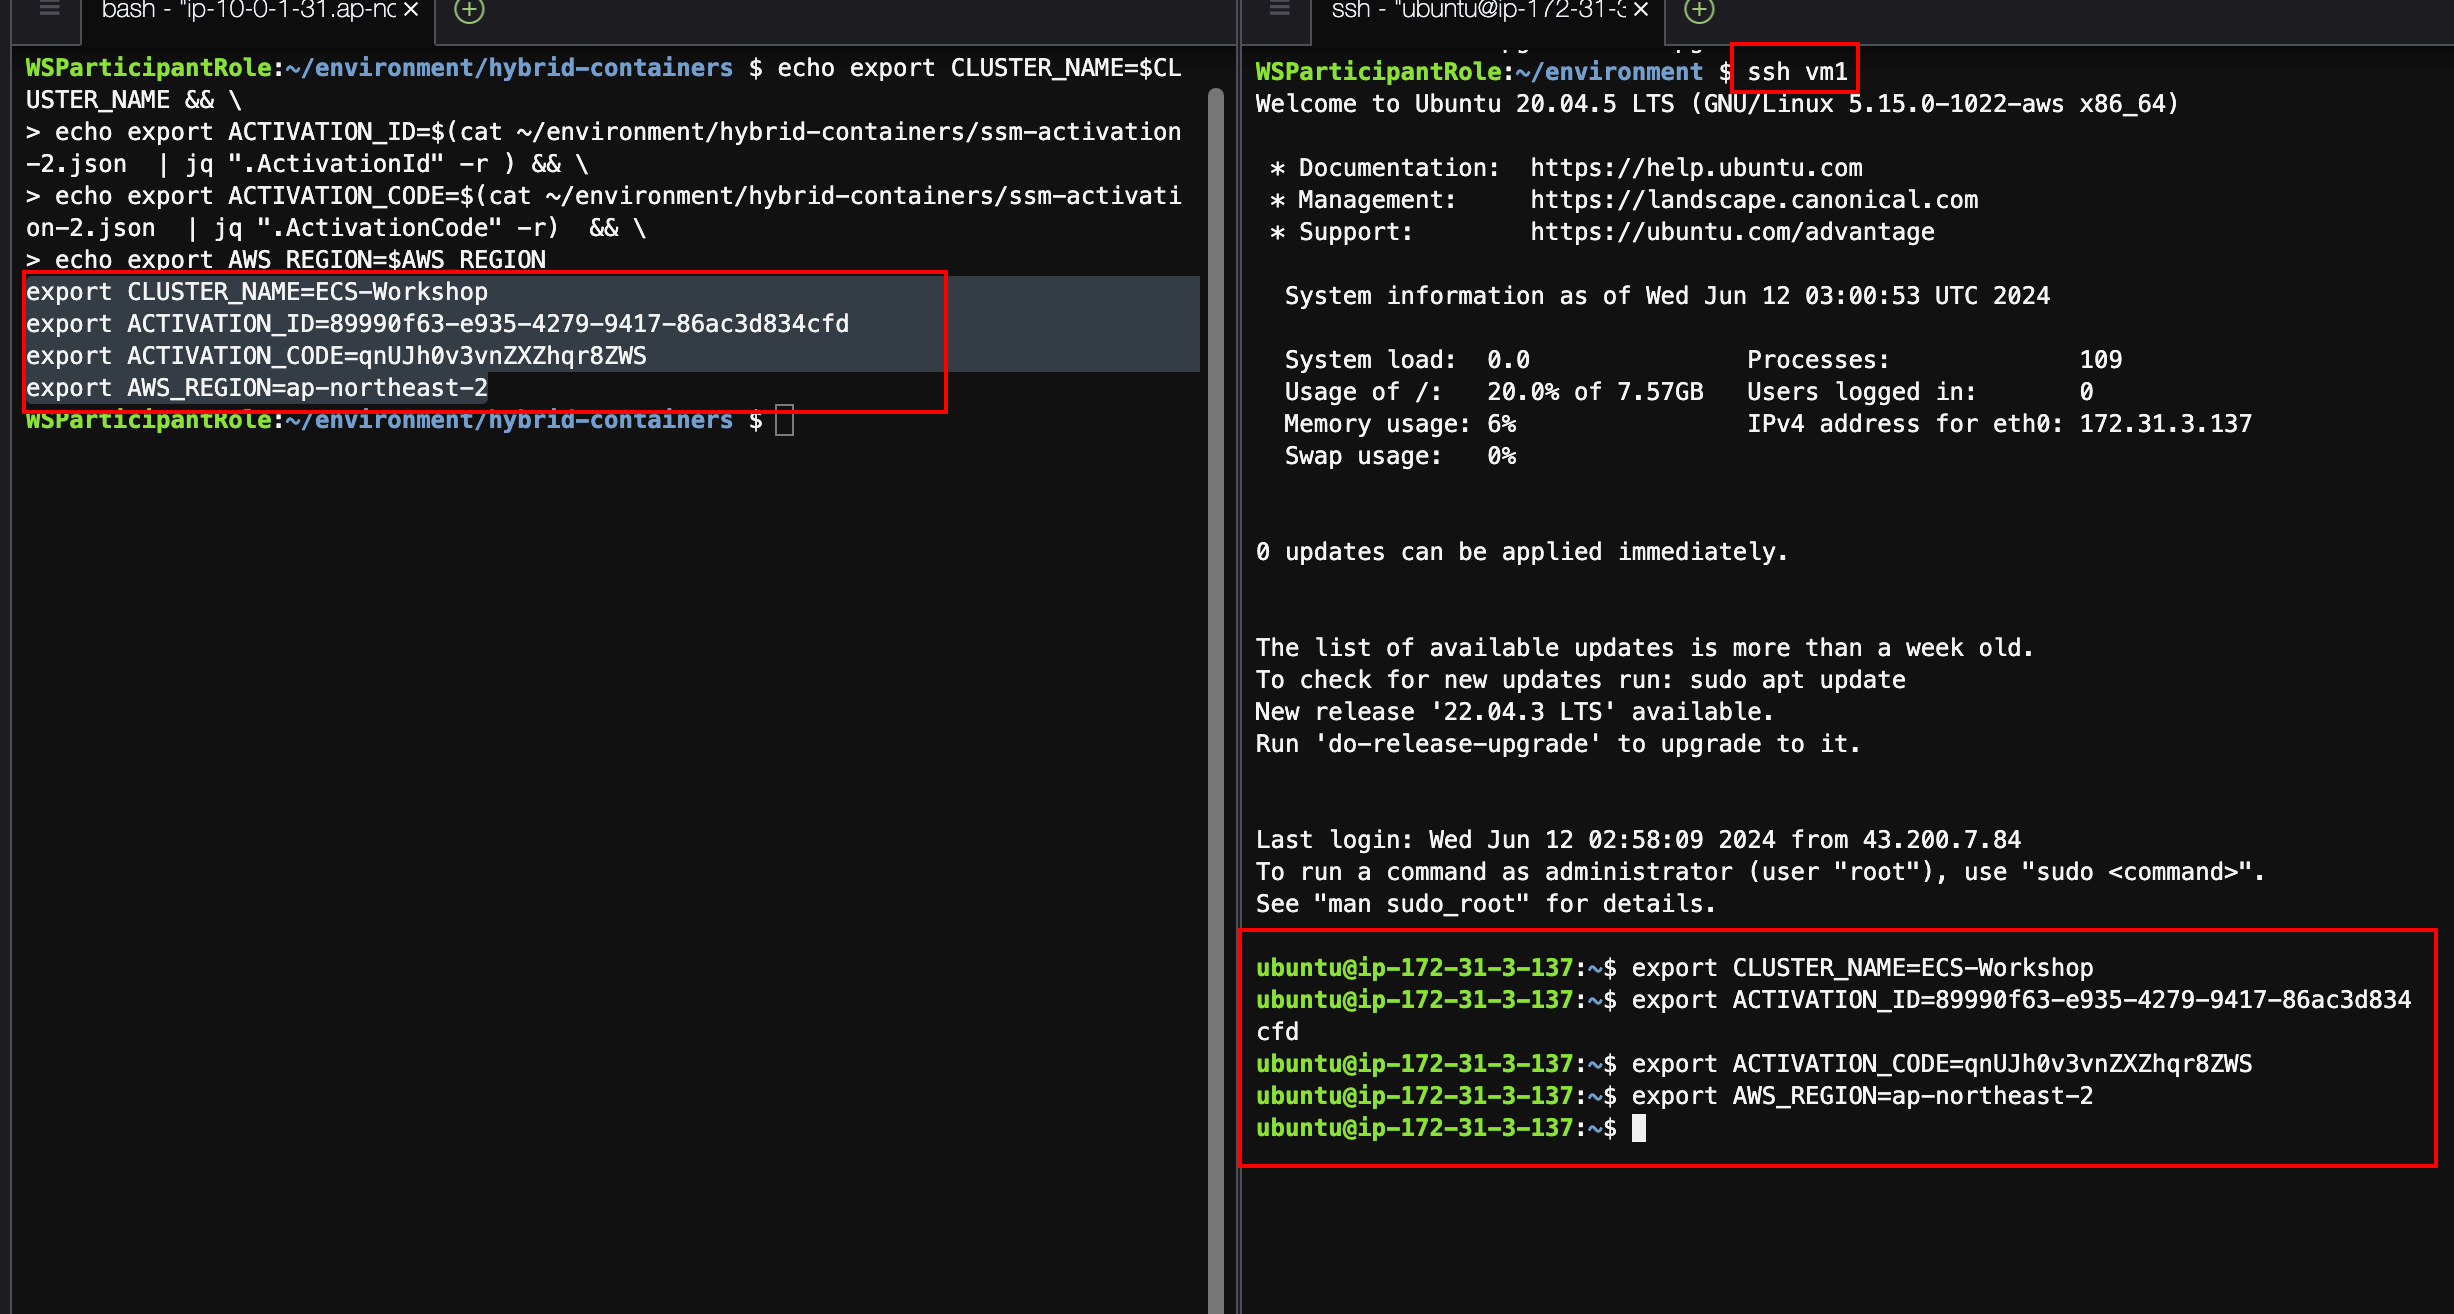 bash - "ip-10-0-1-31.ap-nc
WSParticipantRole:~/environment/hybrid-containers $ echo export CLUSTER_NAME=$CL
USTER_NAME && \
> echo export ACTIVATION_ID=$(cat ~/environment/hybrid-containers/ssm-activation
-2.json  | jq ".ActivationId" -r ) && \
> echo export ACTIVATION_CODE=$(cat ~/environment/hybrid-containers/ssm-activati
on-2.json  | jq ".ActivationCode" -r)  && \
> echo export AWS_REGION=$AWS_REGION
export CLUSTER_NAME=ECS-Workshop
export ACTIVATION_ID=89990f63-e935-4279-9417-86ac3d834cfd
export ACTIVATION_CODE=qnUJh0v3vnZXZhqr8ZWS
export AWS_REGION=ap-northeast-2
WSParticipantRole:~/environment/hybrid-containers $
ssh - "ubuntu@ip-172-31-3
WSParticipantRole:~/environment $ ssh vm1
Welcome to Ubuntu 20.04.5 LTS (GNU/Linux 5.15.0-1022-aws x86_64)
* Documentation:  https://help.ubuntu.com
* Management:     https://landscape.canonical.com
* Support:        https://ubuntu.com/advantage
System information as of Wed Jun 12 03:00:53 UTC 2024
System load:  0.0               Processes:             109
Usage of /:   20.0% of 7.57GB   Users logged in:       0
Memory usage: 6%                IPv4 address for eth0: 172.31.3.137
Swap usage:   0%
0 updates can be applied immediately.
The list of available updates is more than a week old.
To check for new updates run: sudo apt update
New release '22.04.3 LTS' available.
Run 'do-release-upgrade' to upgrade to it.
Last login: Wed Jun 12 02:58:09 2024 from 43.200.7.84
To run a command as administrator (user "root"), use "sudo <command>".
See "man sudo_root" for details.
ubuntu@ip-172-31-3-137:~$ export CLUSTER_NAME=ECS-Workshop
ubuntu@ip-172-31-3-137:~$ export ACTIVATION_ID=89990f63-e935-4279-9417-86ac3d834
cfd
ubuntu@ip-172-31-3-137:~$ export ACTIVATION_CODE=qnUJh0v3vnZXZhqr8ZWS
ubuntu@ip-172-31-3-137:~$ export AWS_REGION=ap-northeast-2
ubuntu@ip-172-31-3-137:~$